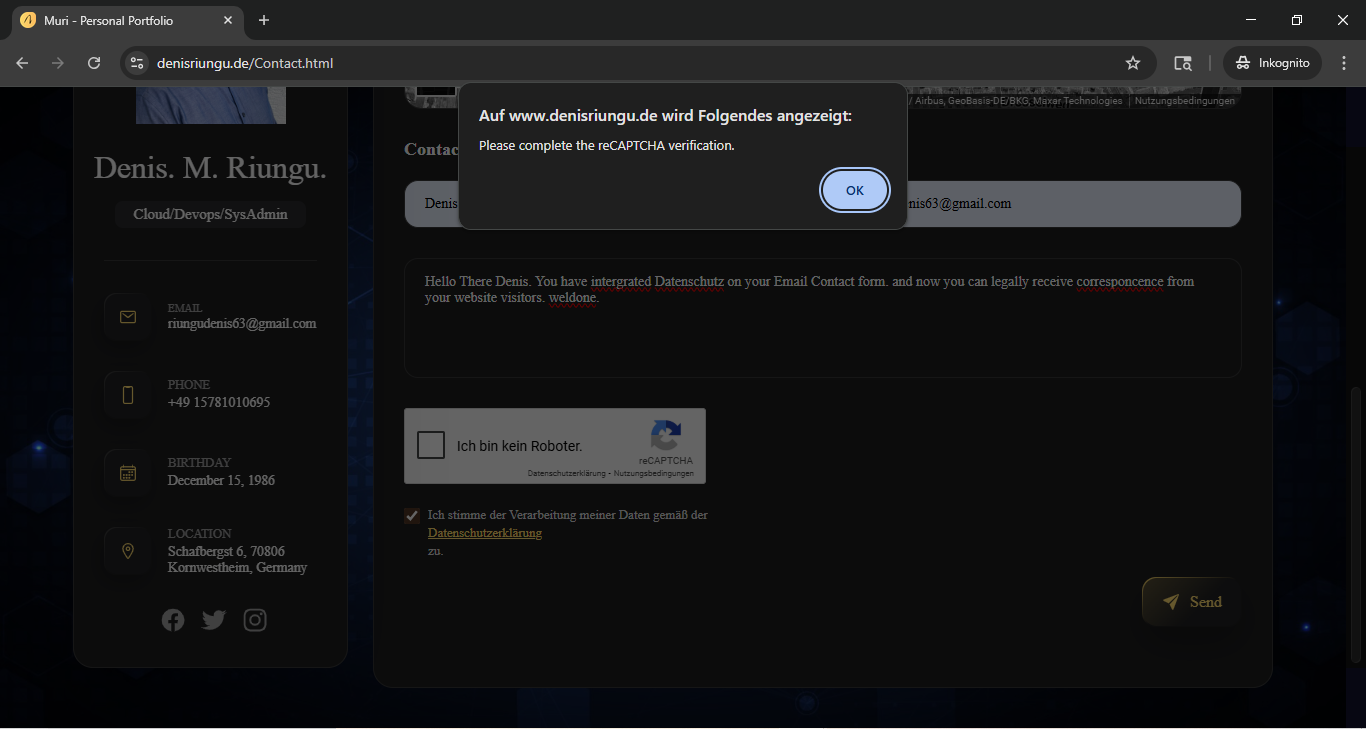 Muri - Personal Portfolio
denisriungu.de/Contact.html
Inkognito
/ Airbus, GeoBasis-DE/BKG, Maxar Technologies
Nutzungsbedingungen
Auf www.denisriungu.de wird Folgendes angezeigt:
Please complete the reCAPTCHA verification.
OK
Denis. M. Riungu.
Cloud/Devops/SysAdmin
EMAIL
riungudenis63@gmail.com
PHONE
+49 15781010695
BIRTHDAY
December 15, 1986
LOCATION
Schafbergst 6, 70806
Kornwestheim, Germany
Contac
Denis
nis63@gmail.com
Hello There Denis. You have intergrated Datenschutz on your Email Contact form. and now you can legally receive corresponcence from
your website visitors. weldone.
Ich bin kein Roboter.
reCAPTCHA
Datenschutzerklärung - Nutzungsbedingungen
Ich stimme der Verarbeitung meiner Daten gemäß der
Datenschutzerklärung
zu.
Send